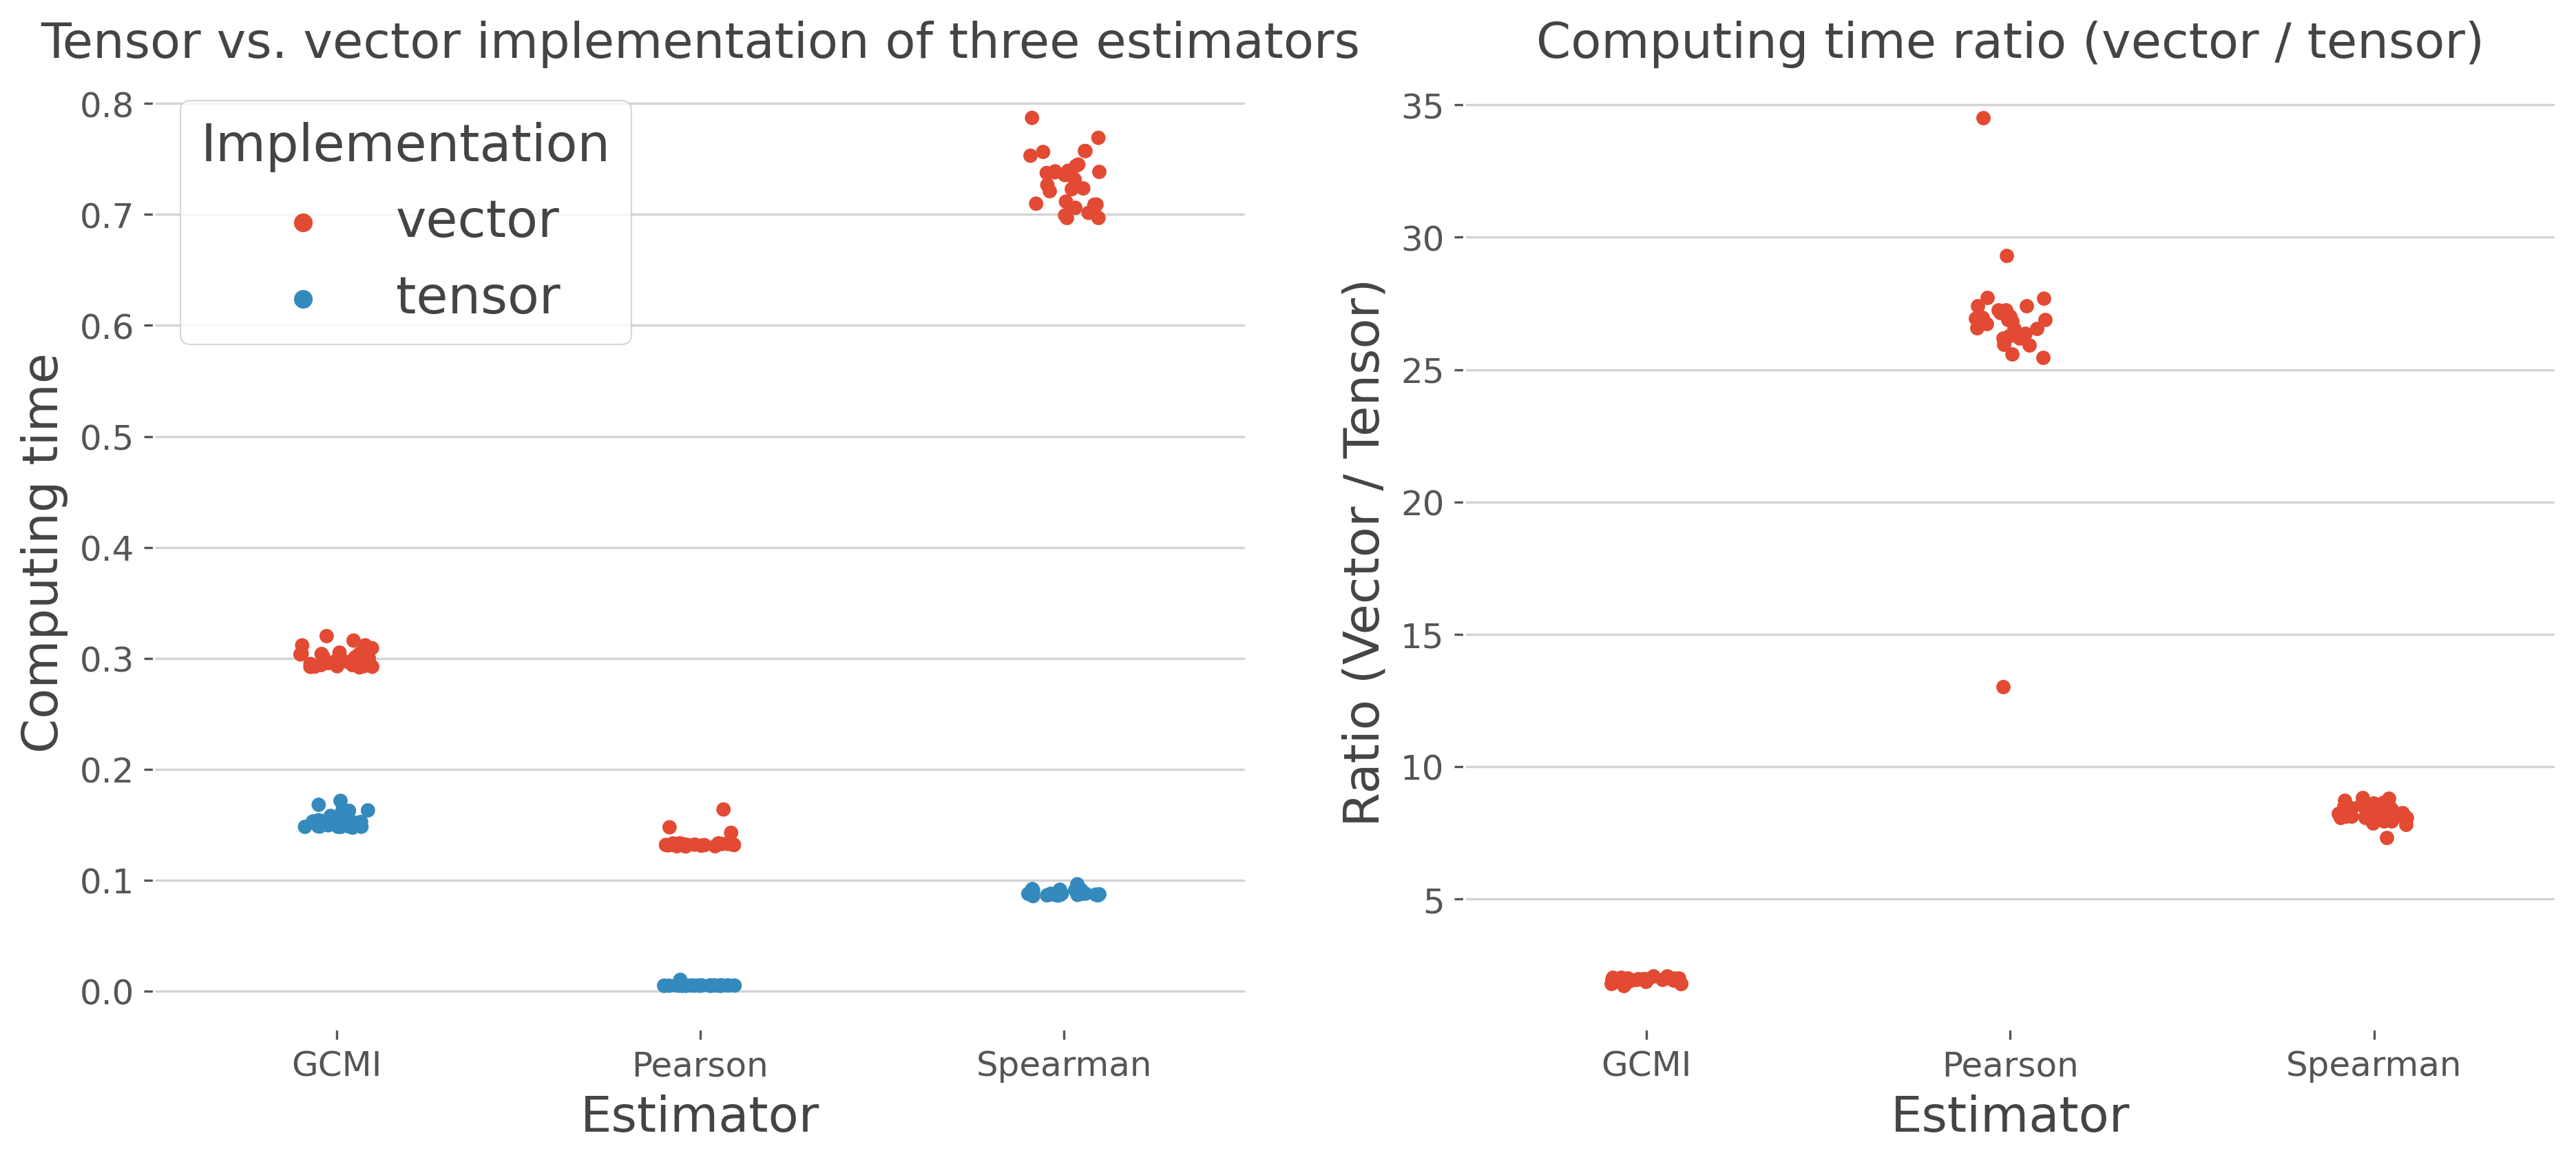 Tensor vs. vector implementation of three estimators
0.8
0.7
0.6
0.5
0.4
0.3
0.2
0.1
0.0
Computing time
Implementation
vector
tensor
GCMI Pearson Spearman
Estimator
Computing time ratio (vector / tensor)
35
30
25
20
15
10
5
Ratio (Vector / Tensor)
GCMI Pearson Spearman
Estimator